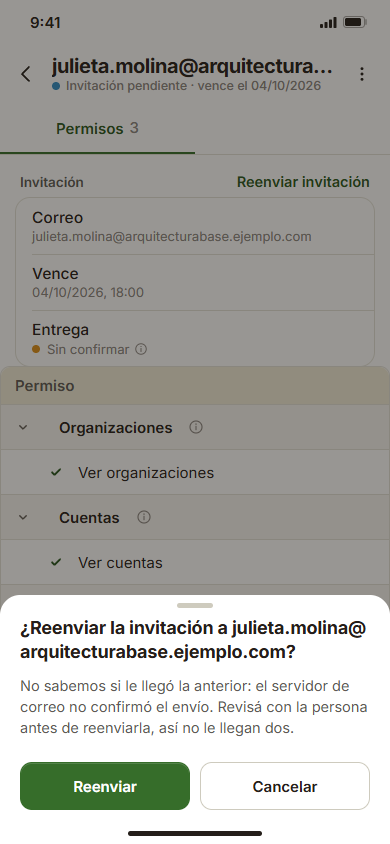 9:41
julieta.molina@arquitectura...
Invitación pendiente · vence el 04/10/2026
Permisos 3
Invitación
Reenviar invitación
Correo
julieta.molina@arquitecturabase.ejemplo.com
Vence
04/10/2026, 18:00
Entrega
Sin confirmar
Permiso
Organizaciones
Ver organizaciones
Cuentas
Ver cuentas
¿Reenviar la invitación a julieta.molina@
arquitecturabase.ejemplo.com?
No sabemos si le llegó la anterior: el servidor de
correo no confirmó el envío. Revisá con la persona
antes de reenviarla, así no le llegan dos.
Reenviar
Cancelar